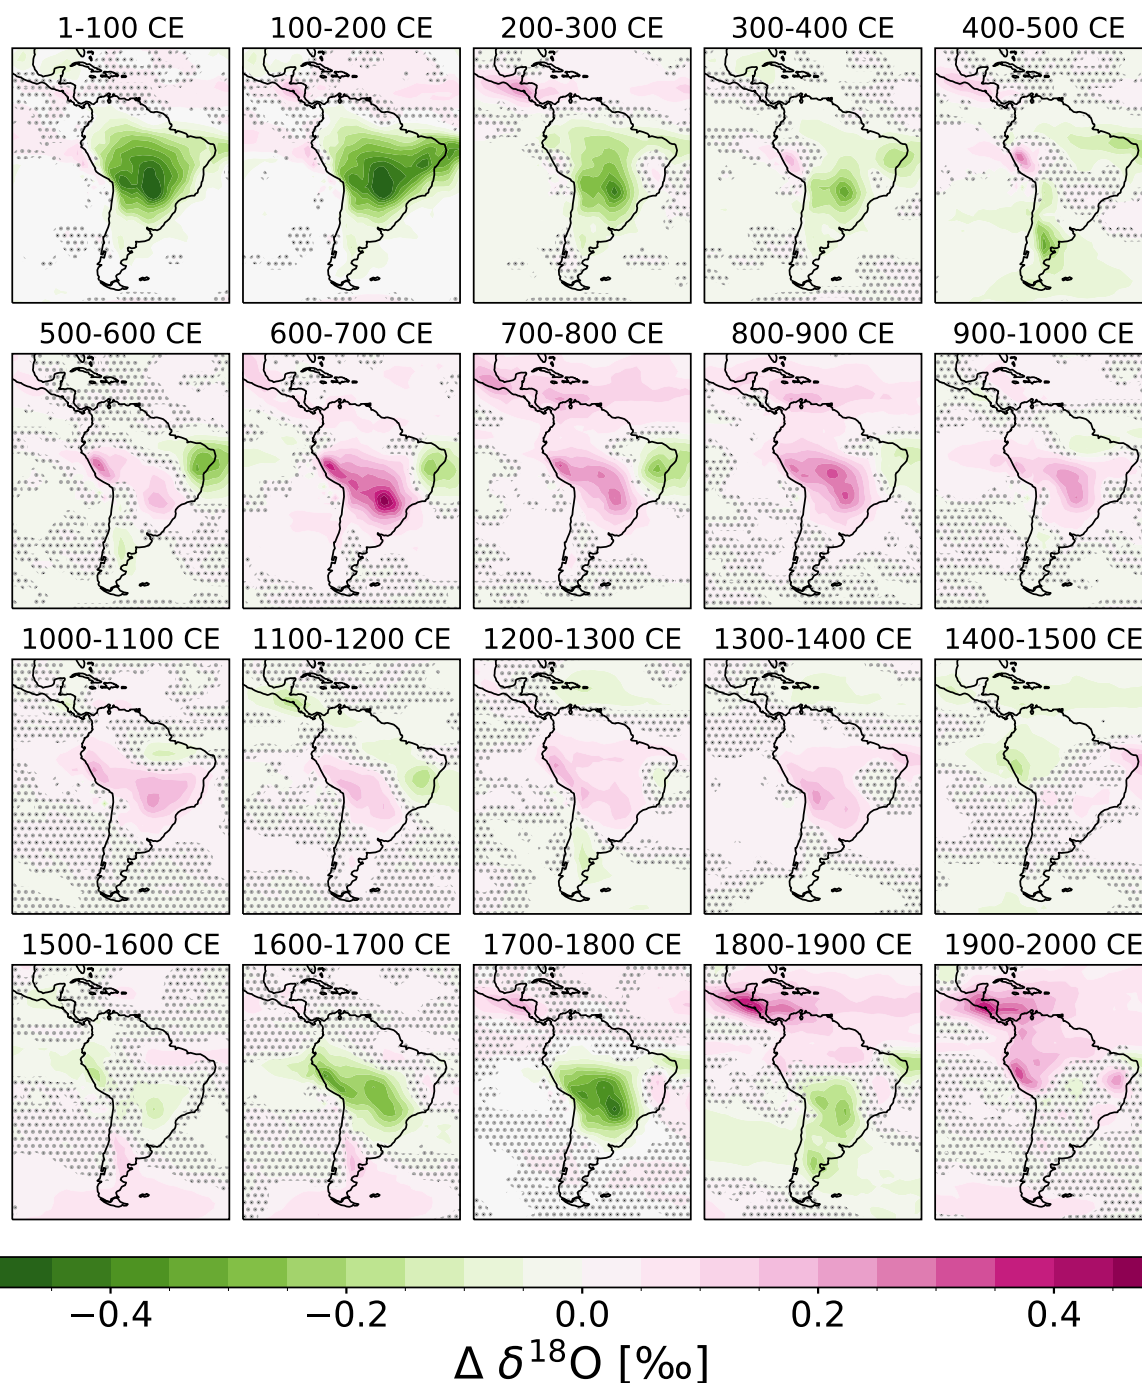 1-100 CE 100-200 CE 200-300 CE 300-400 CE 400-500 CE
500-600 CE 600-700 CE 700-800 CE 800-900 CE 900-1000 CE
1000-1100 CE 1100-1200 CE 1200-1300 CE 1300-1400 CE 1400-1500 CE
1500-1600 CE 1600-1700 CE 1700-1800 CE 1800-1900 CE 1900-2000 CE
−0.4 −0.2 0.0 0.2 0.4
Δ δ¹⁸O [‰]